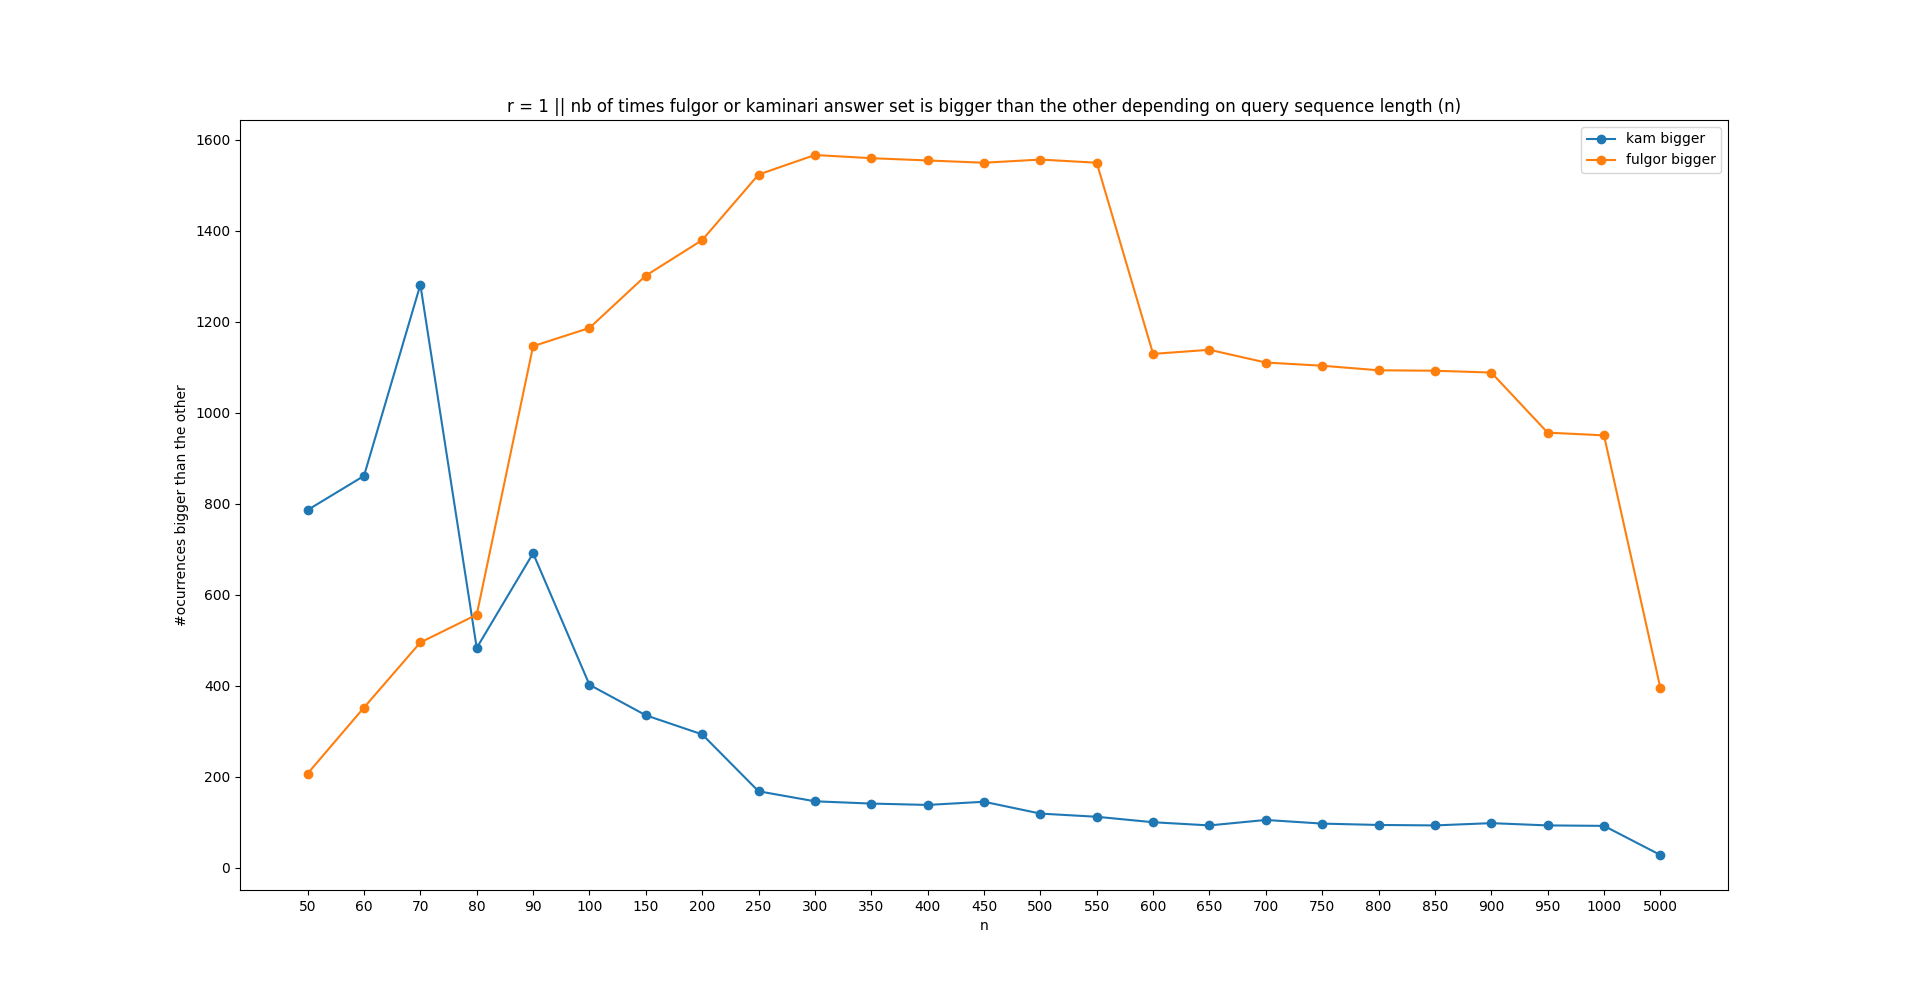 r = 1 || nb of times fulgor or kaminari answer set is bigger than the other depending on query sequence length (n)
kam bigger
fulgor bigger
#ocurrences bigger than the other
1600
1400
1200
1000
800
600
400
200
0
50 60 70 80 90 100 150 200 250 300 350 400 450 500 550 600 650 700 750 800 850 900 950 1000 5000
n